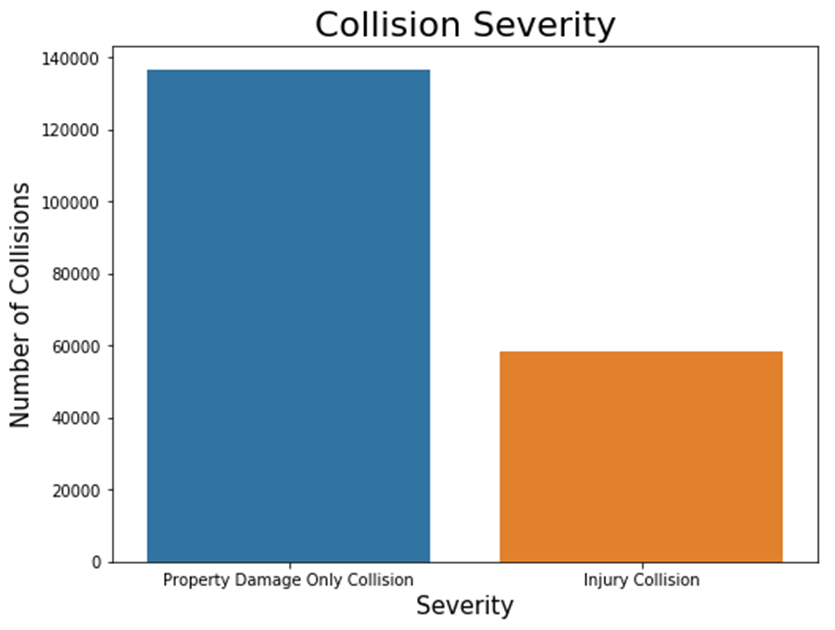 Collision Severity
140000
120000
100000
80000
60000
40000
20000
0
Number of Collisions
Property Damage Only Collision
Injury Collision
Severity